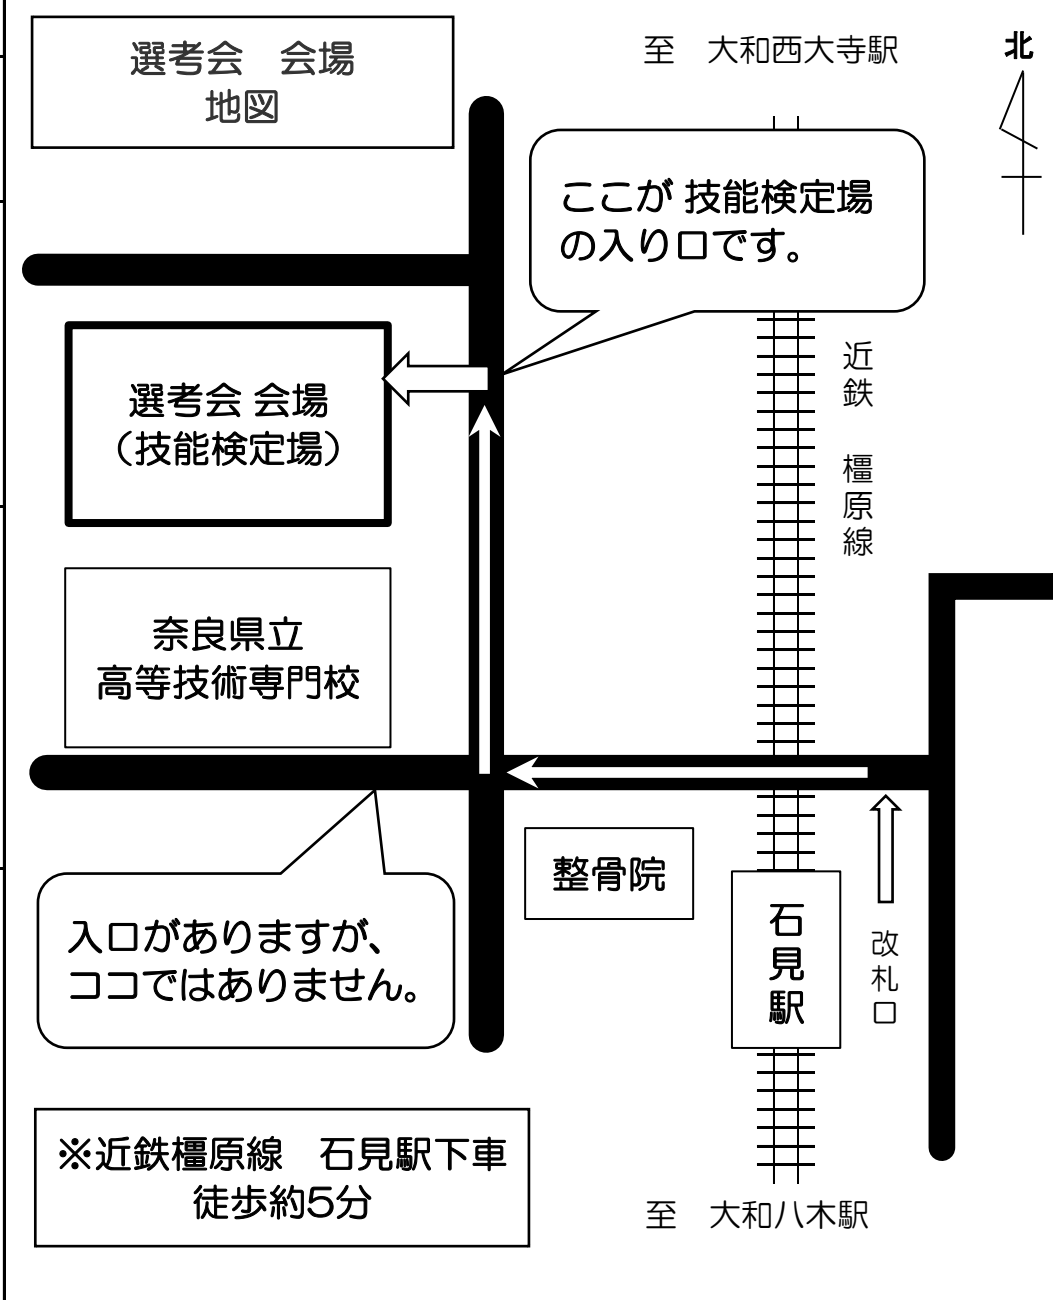 選考会　会場
地図
至　大和西大寺駅
北
ここが 技能検定場
の入り口です。
近鉄　橿原線
選考会 会場
（技能検定場）
奈良県立
高等技術専門校
整骨院
石見駅
改札口
入口がありますが、
ココではありません。
※近鉄橿原線　石見駅下車
徒歩約5分
至　大和八木駅